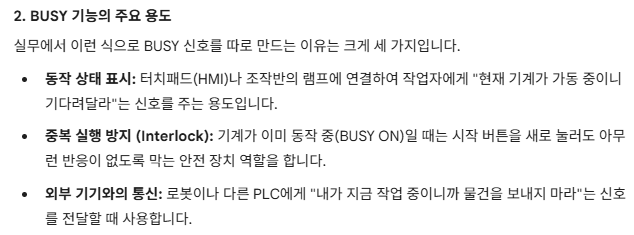 2. BUSY 기능의 주요 용도
실무에서 이런 식으로 BUSY 신호를 따로 만드는 이유는 크게 세 가지입니다.
• 동작 상태 표시: 터치패드(HMI)나 조작반의 램프에 연결하여 작업자에게 "현재 기계가 가동 중이니
기다려달라"는 신호를 주는 용도입니다.
• 중복 실행 방지 (Interlock): 기계가 이미 동작 중(BUSY ON)일 때는 시작 버튼을 새로 눌러도 아무
런 반응이 없도록 막는 안전 장치 역할을 합니다.
• 외부 기기와의 통신: 로봇이나 다른 PLC에게 "내가 지금 작업 중이니까 물건을 보내지 마라"는 신호
를 전달할 때 사용합니다.